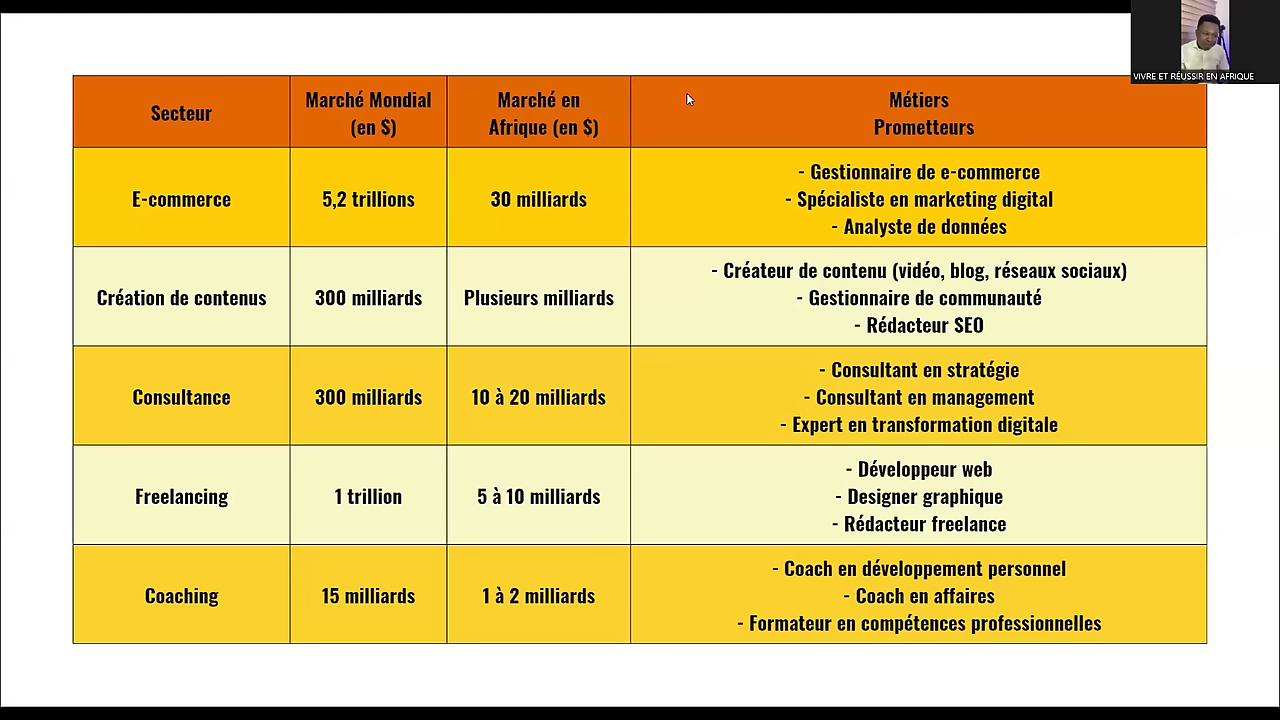 VIVRE ET RÉUSSIR EN AFRIQUE
Secteur
Marché Mondial
(en $)
Marché en
Afrique (en $)
Métiers
Prometteurs
E-commerce
5,2 trillions
30 milliards
- Gestionnaire de e-commerce
- Spécialiste en marketing digital
- Analyste de données
Création de contenus
300 milliards
Plusieurs milliards
- Créateur de contenu (vidéo, blog, réseaux sociaux)
- Gestionnaire de communauté
- Rédacteur SEO
Consultance
300 milliards
10 à 20 milliards
- Consultant en stratégie
- Consultant en management
- Expert en transformation digitale
Freelancing
1 trillion
5 à 10 milliards
- Développeur web
- Designer graphique
- Rédacteur freelance
Coaching
15 milliards
1 à 2 milliards
- Coach en développement personnel
- Coach en affaires
- Formateur en compétences professionnelles